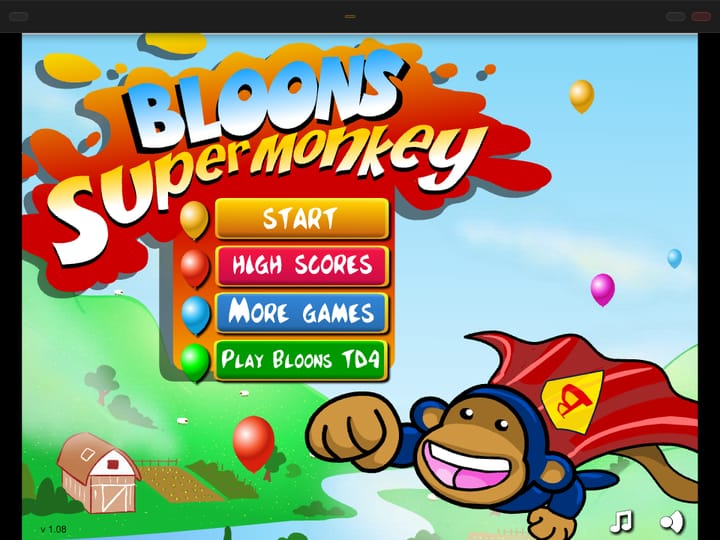 BLOONS
SUPER MONKEY
START
HIGH SCORES
MORE GAMES
PLAY BLOONS TD4
B
v 1.08